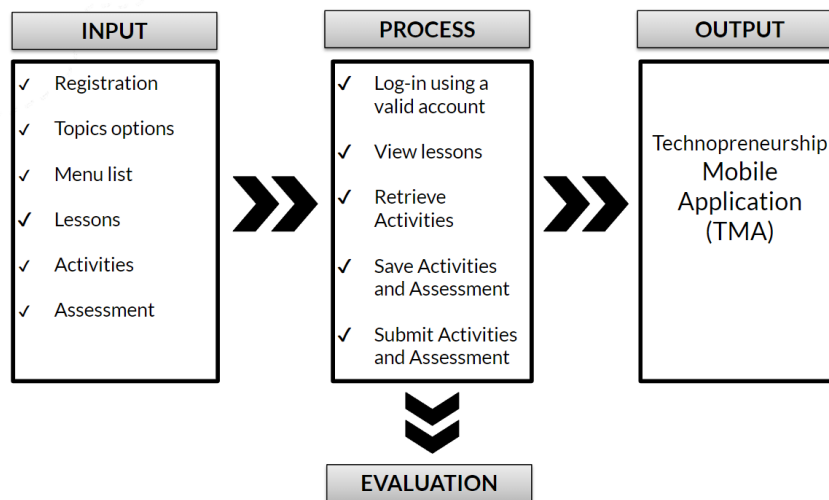 INPUT
✓ Registration
✓ Topics options
✓ Menu list
✓ Lessons
✓ Activities
✓ Assessment
PROCESS
✓ Log-in using a
valid account
✓ View lessons
✓ Retrieve
Activities
✓ Save Activities
and Assessment
✓ Submit Activities
and Assessment
OUTPUT
Technopreneurship
Mobile
Application
(TMA)
EVALUATION